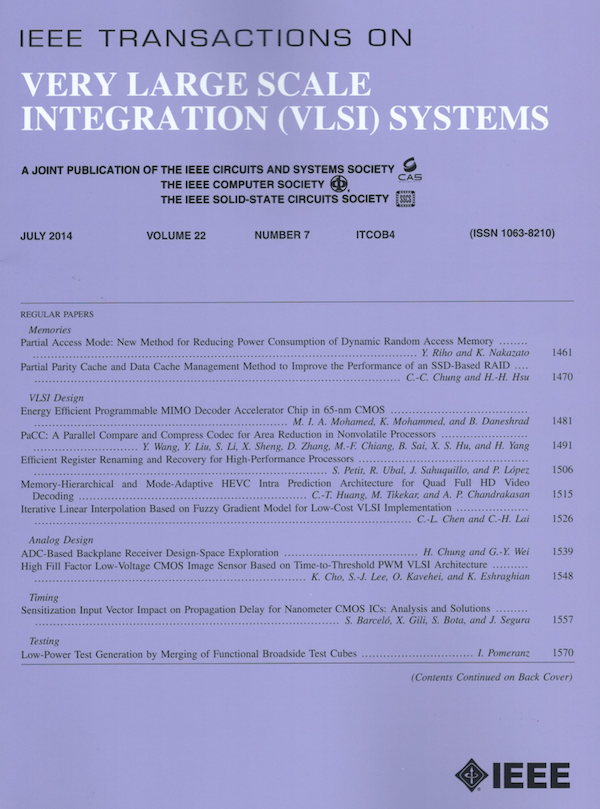 IEEE TRANSACTIONS ON
VERY LARGE SCALE
INTEGRATION (VLSI) SYSTEMS
A JOINT PUBLICATION OF THE IEEE CIRCUITS AND SYSTEMS SOCIETY CAS
THE IEEE COMPUTER SOCIETY
THE IEEE SOLID-STATE CIRCUITS SOCIETY SSCS
JULY 2014 VOLUME 22 NUMBER 7 ITCOB4 (ISSN 1063-8210)
REGULAR PAPERS
Memories
Partial Access Mode: New Method for Reducing Power Consumption of Dynamic Random Access Memory ........
........ Y. Riho and K. Nakazato 1461
Partial Parity Cache and Data Cache Management Method to Improve the Performance of an SSD-Based RAID ....
........ C.-C. Chung and H.-H. Hsu 1470
VLSI Design
Energy Efficient Programmable MIMO Decoder Accelerator Chip in 65-nm CMOS ........
........ M. I. A. Mohamed, K. Mohammed, and B. Daneshrad 1481
PaCC: A Parallel Compare and Compress Codec for Area Reduction in Nonvolatile Processors ........
........ Y. Wang, Y. Liu, S. Li, X. Sheng, D. Zhang, M.-F. Chiang, B. Sai, X. S. Hu, and H. Yang 1491
Efficient Register Renaming and Recovery for High-Performance Processors ........
........ S. Petit, R. Ubal, J. Sahuquillo, and P. López 1506
Memory-Hierarchical and Mode-Adaptive HEVC Intra Prediction Architecture for Quad Full HD Video
Decoding ........ C.-T. Huang, M. Tikekar, and A. P. Chandrakasan 1515
Iterative Linear Interpolation Based on Fuzzy Gradient Model for Low-Cost VLSI Implementation ........
........ C.-L. Chen and C.-H. Lai 1526
Analog Design
ADC-Based Backplane Receiver Design-Space Exploration ........ H. Chung and G.-Y. Wei 1539
High Fill Factor Low-Voltage CMOS Image Sensor Based on Time-to-Threshold PWM VLSI Architecture ........
........ K. Cho, S.-J. Lee, O. Kavehei, and K. Eshraghian 1548
Timing
Sensitization Input Vector Impact on Propagation Delay for Nanometer CMOS ICs: Analysis and Solutions ........
........ S. Barceló, X. Gili, S. Bota, and J. Segura 1557
Testing
Low-Power Test Generation by Merging of Functional Broadside Test Cubes ........ I. Pomeranz 1570
(Contents Continued on Back Cover)
IEEE